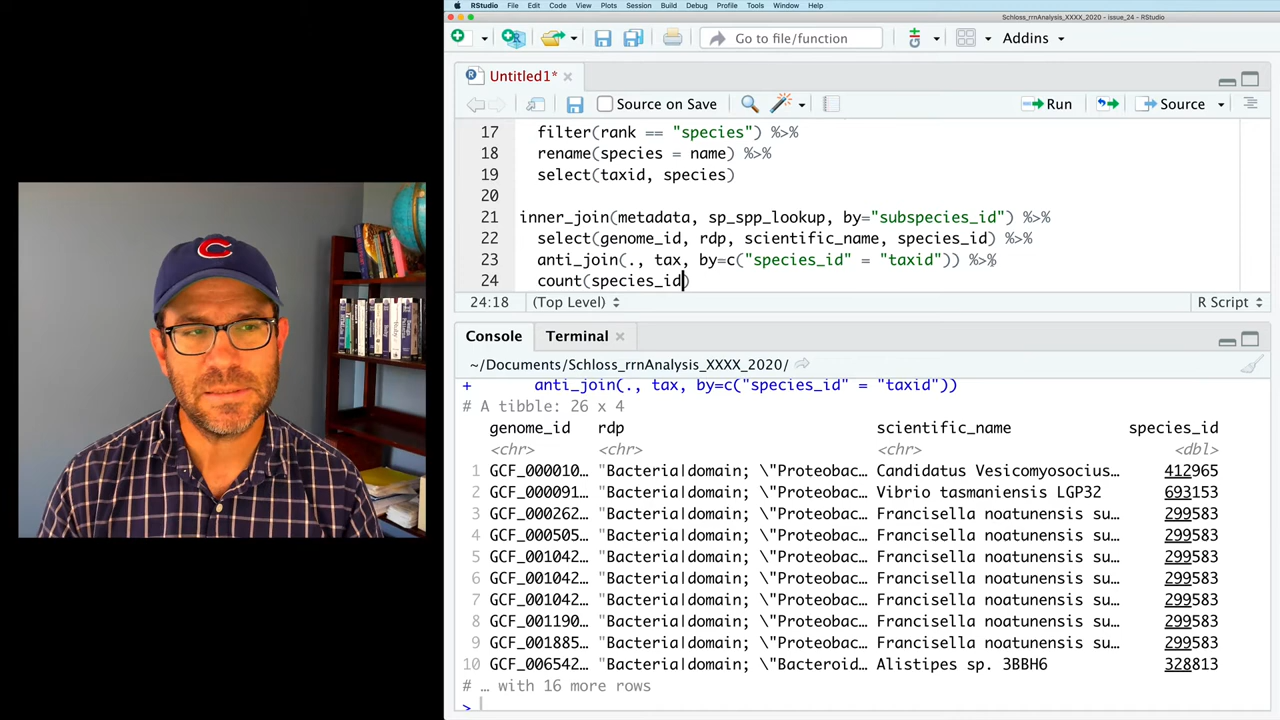 RStudio File Edit Code View Plots Session Build Debug Profile Tools Window Help
Schloss_rrnAnalysis_XXXX_2020 - issue_24 - RStudio
Go to file/function
Addins
Untitled1*
Source on Save
Run
Source
17 filter(rank == "species") %>%
18 rename(species = name) %>%
19 select(taxid, species)
20
21 inner_join(metadata, sp_spp_lookup, by="subspecies_id") %>%
22 select(genome_id, rdp, scientific_name, species_id) %>%
23 anti_join(., tax, by=c("species_id" = "taxid")) %>%
24 count(species_id)
24:18 (Top Level) R Script
Console Terminal
~/Documents/Schloss_rrnAnalysis_XXXX_2020/
+ anti_join(., tax, by=c("species_id" = "taxid"))
# A tibble: 26 x 4
genome_id rdp scientific_name species_id
<chr> <chr> <chr> <dbl>
1 GCF_000010… "Bacteria|domain; \"Proteobac… Candidatus Vesicomyosocius… 412965
2 GCF_000091… "Bacteria|domain; \"Proteobac… Vibrio tasmaniensis LGP32 693153
3 GCF_000262… "Bacteria|domain; \"Proteobac… Francisella noatunensis su… 299583
4 GCF_000505… "Bacteria|domain; \"Proteobac… Francisella noatunensis su… 299583
5 GCF_001042… "Bacteria|domain; \"Proteobac… Francisella noatunensis su… 299583
6 GCF_001042… "Bacteria|domain; \"Proteobac… Francisella noatunensis su… 299583
7 GCF_001042… "Bacteria|domain; \"Proteobac… Francisella noatunensis su… 299583
8 GCF_001190… "Bacteria|domain; \"Proteobac… Francisella noatunensis su… 299583
9 GCF_001885… "Bacteria|domain; \"Proteobac… Francisella noatunensis su… 299583
10 GCF_006542… "Bacteria|domain; \"Bacteroid… Alistipes sp. 3BBH6 328813
# … with 16 more rows
>